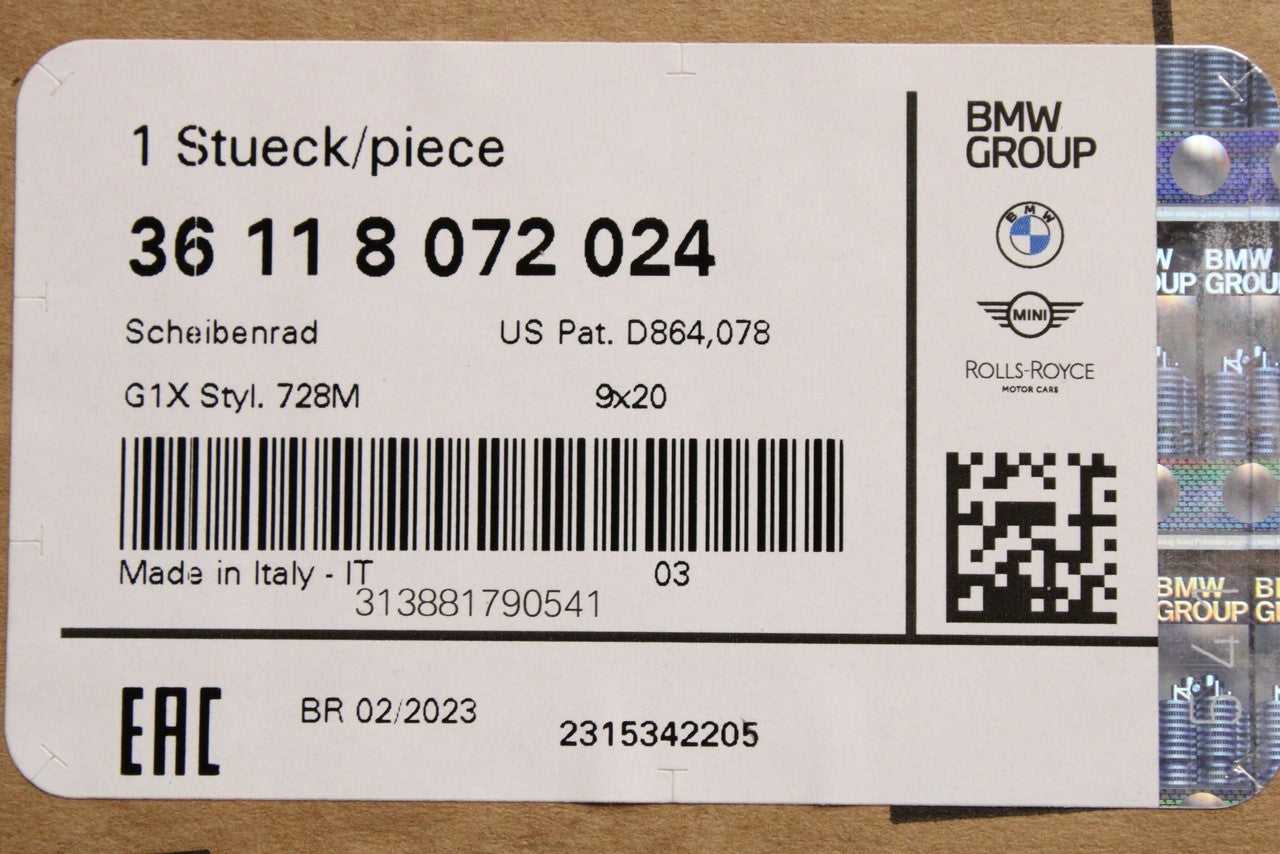 1 Stueck/piece
36 11 8 072 024
Scheibenrad US Pat. D864,078
G1X Styl. 728M 9x20
Made in Italy - IT 03
313881790541
EAC BR 02/2023 2315342205
BMW
GROUP
BMW
MINI
ROLLS-ROYCE
MOTOR CARS
W BMW
OUP GROU
BMW B
GROUP G